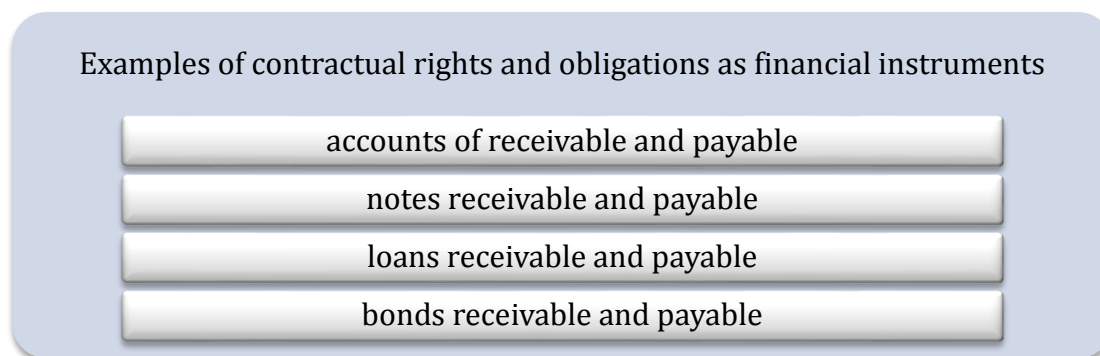 Examples of contractual rights and obligations as financial instruments
accounts of receivable and payable
notes receivable and payable
loans receivable and payable
bonds receivable and payable